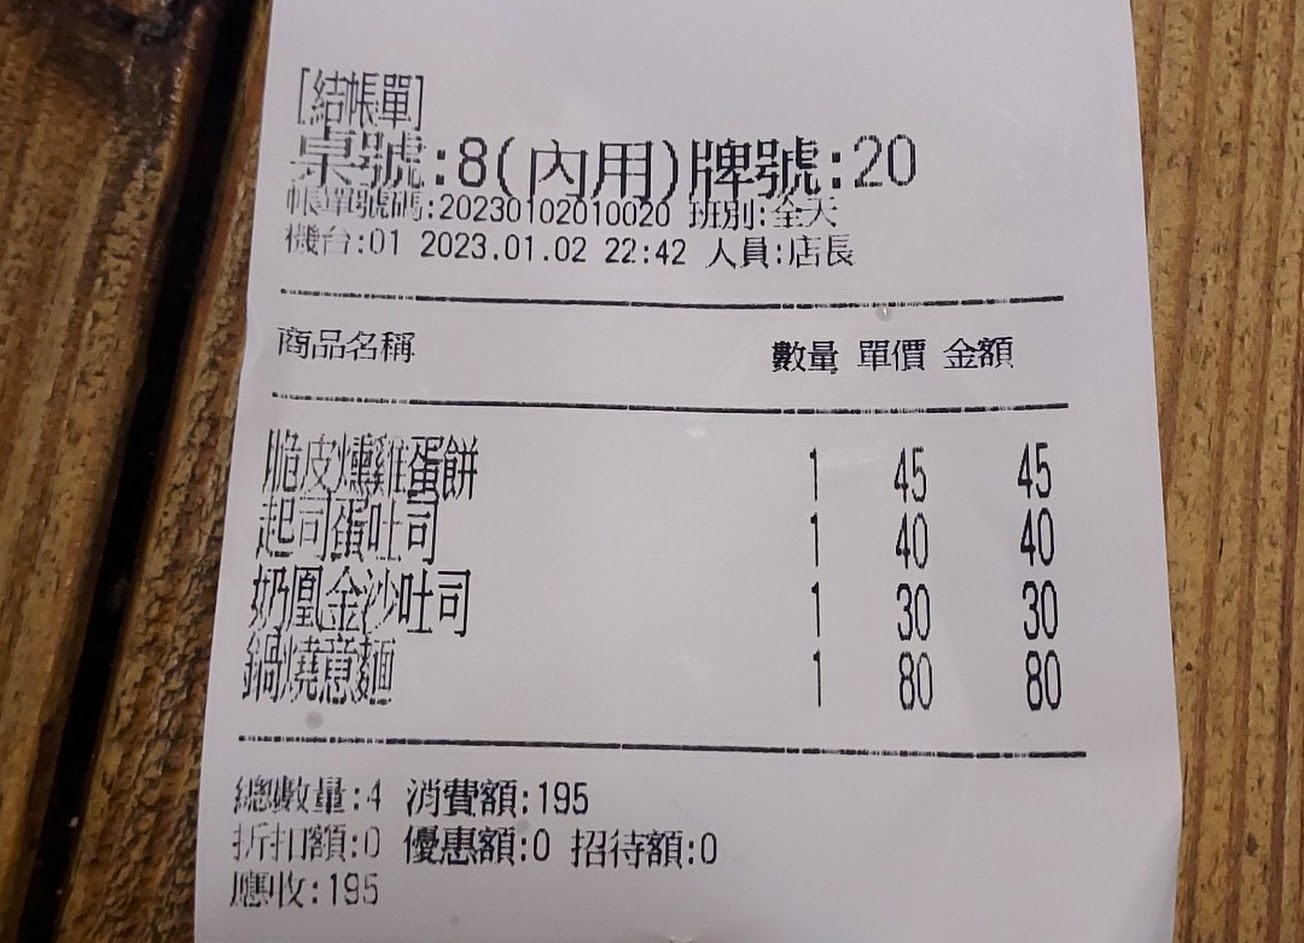 [結帳單]
桌號:8(內用)牌號:20
帳單號碼:20230102010020 班別:全天
機台:01 2023.01.02 22:42 人員:店長
商品名稱 數量 單價 金額
脆皮燻雞蛋餅 1 45 45
起司蛋吐司 1 40 40
奶凰金沙吐司 1 30 30
鍋燒意麵 1 80 80
總數量:4 消費額:195
折扣額:0 優惠額:0 招待額:0
應收:195